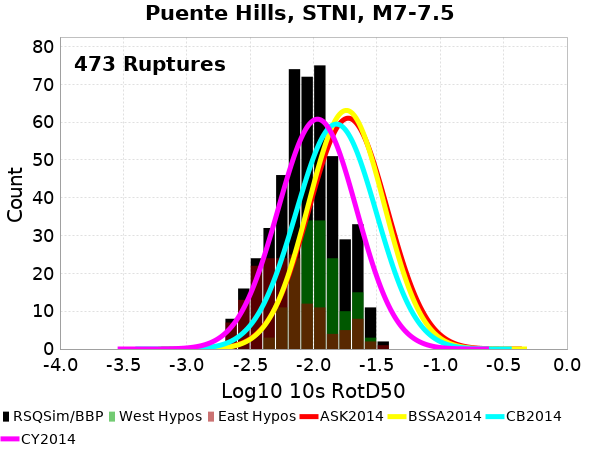 Puente Hills, STNI, M7-7.5
80
70
60
50
40
30
20
10
0
Count
473 Ruptures
-4.0 -3.5 -3.0 -2.5 -2.0 -1.5 -1.0 -0.5 0.0
Log10 10s RotD50
RSQSim/BBP West Hypos East Hypos ASK2014 BSSA2014 CB2014
CY2014